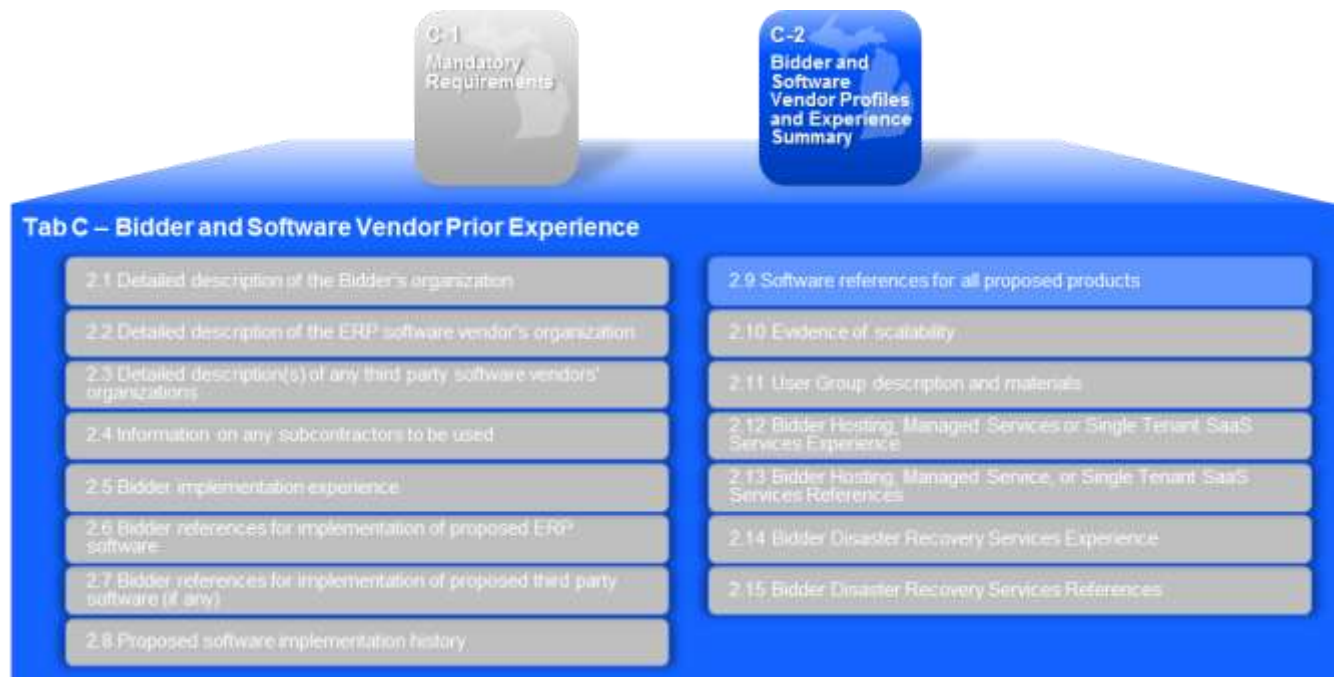 C-1
Mandatory
Requirements
C-2
Bidder and
Software
Vendor Profiles
and Experience
Summary
Tab C – Bidder and Software Vendor Prior Experience
2.1 Detailed description of the Bidder's organization
2.2 Detailed description of the ERP software vendor's organization
2.3 Detailed description(s) of any third party software vendors'
organizations
2.4 Information on any subcontractors to be used
2.5 Bidder implementation experience
2.6 Bidder references for implementation of proposed ERP
software
2.7 Bidder references for implementation of proposed third party
software (if any)
2.8 Proposed software implementation history
2.9 Software references for all proposed products
2.10 Evidence of scalability
2.11 User Group description and materials
2.12 Bidder Hosting, Managed Services or Single Tenant SaaS
Services Experience
2.13 Bidder Hosting, Managed Service, or Single Tenant SaaS
Services References
2.14 Bidder Disaster Recovery Services Experience
2.15 Bidder Disaster Recovery Services References